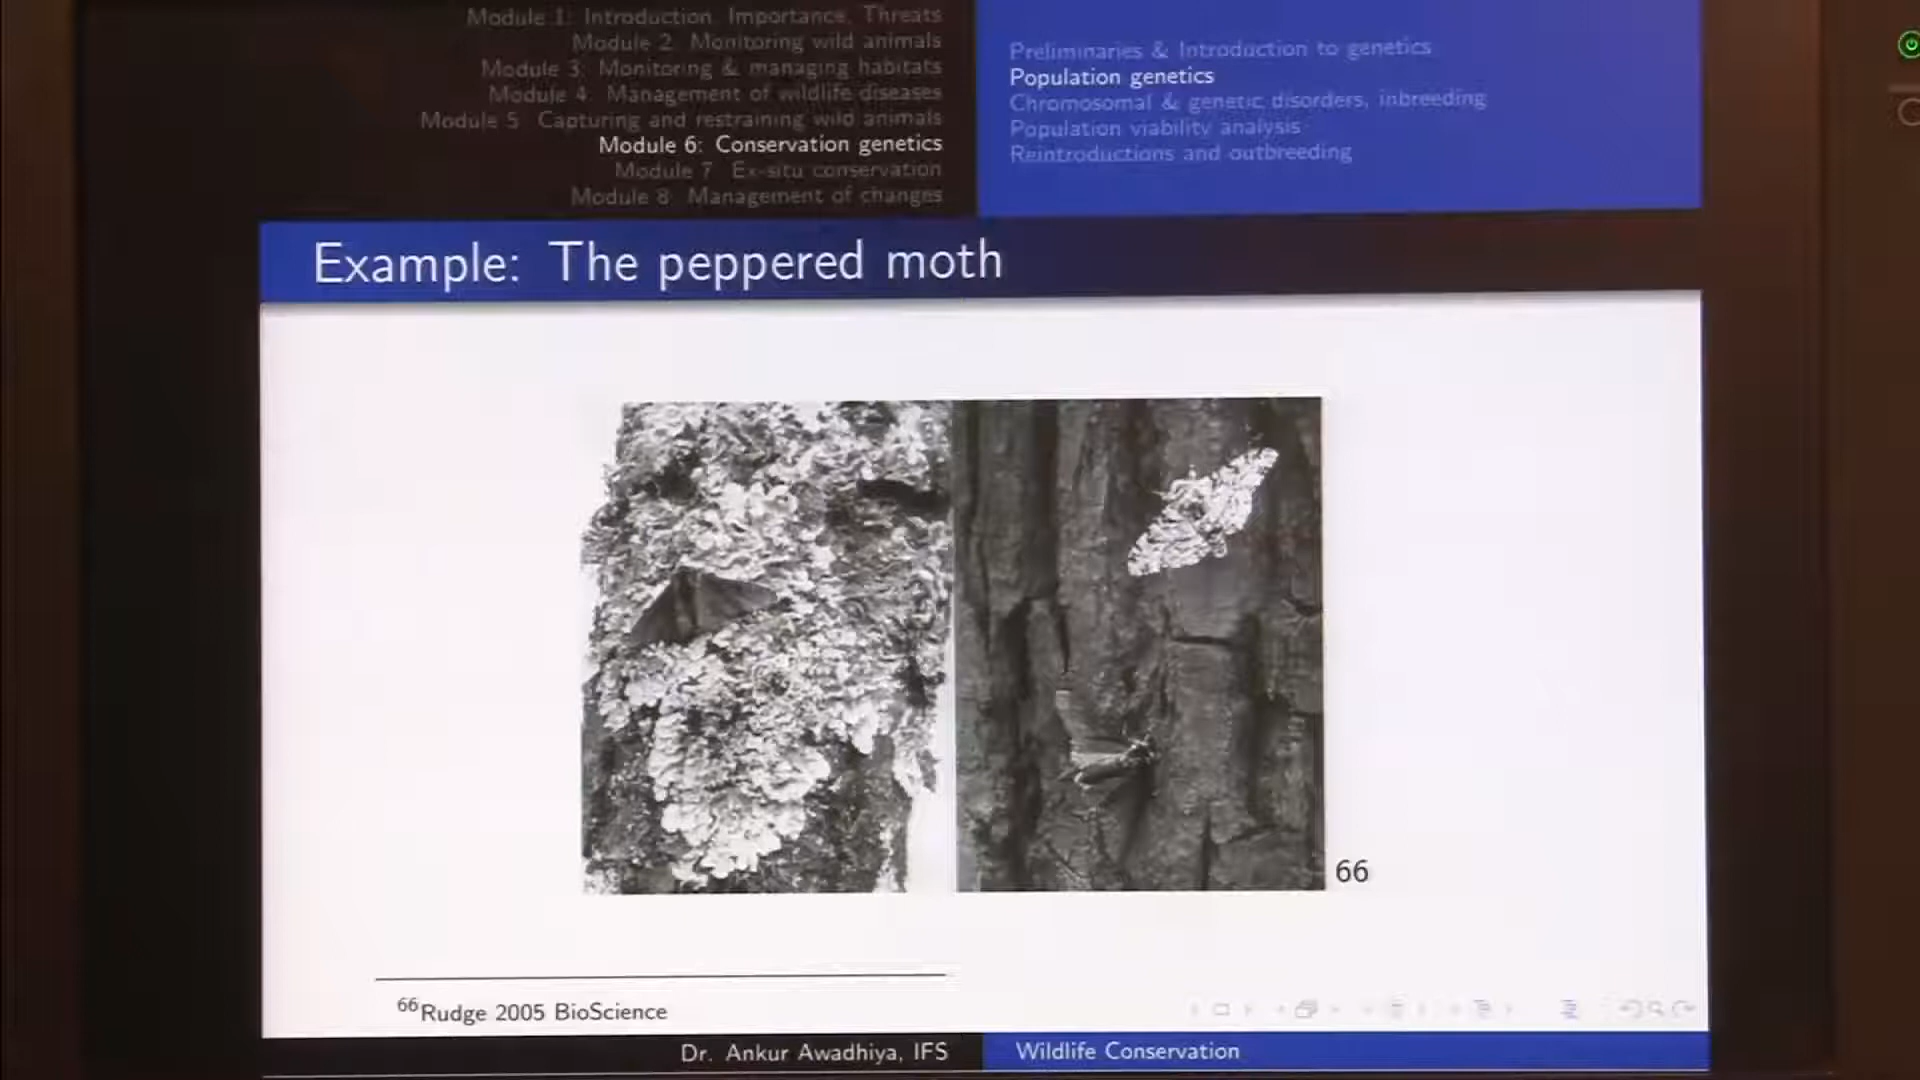 Module 1: Introduction, Importance, Threats
Module 2: Monitoring wild animals
Module 3: Monitoring & managing habitats
Module 4: Management of wildlife diseases
Module 5: Capturing and restraining wild animals
Module 6: Conservation genetics
Module 7: Ex-situ conservation
Module 8: Management of changes
Preliminaries & Introduction to genetics
Population genetics
Chromosomal & genetic disorders, inbreeding
Population viability analysis
Reintroductions and outbreeding
Example: The peppered moth
66
66 Rudge 2005 BioScience
Dr. Ankur Awadhiya, IFS
Wildlife Conservation